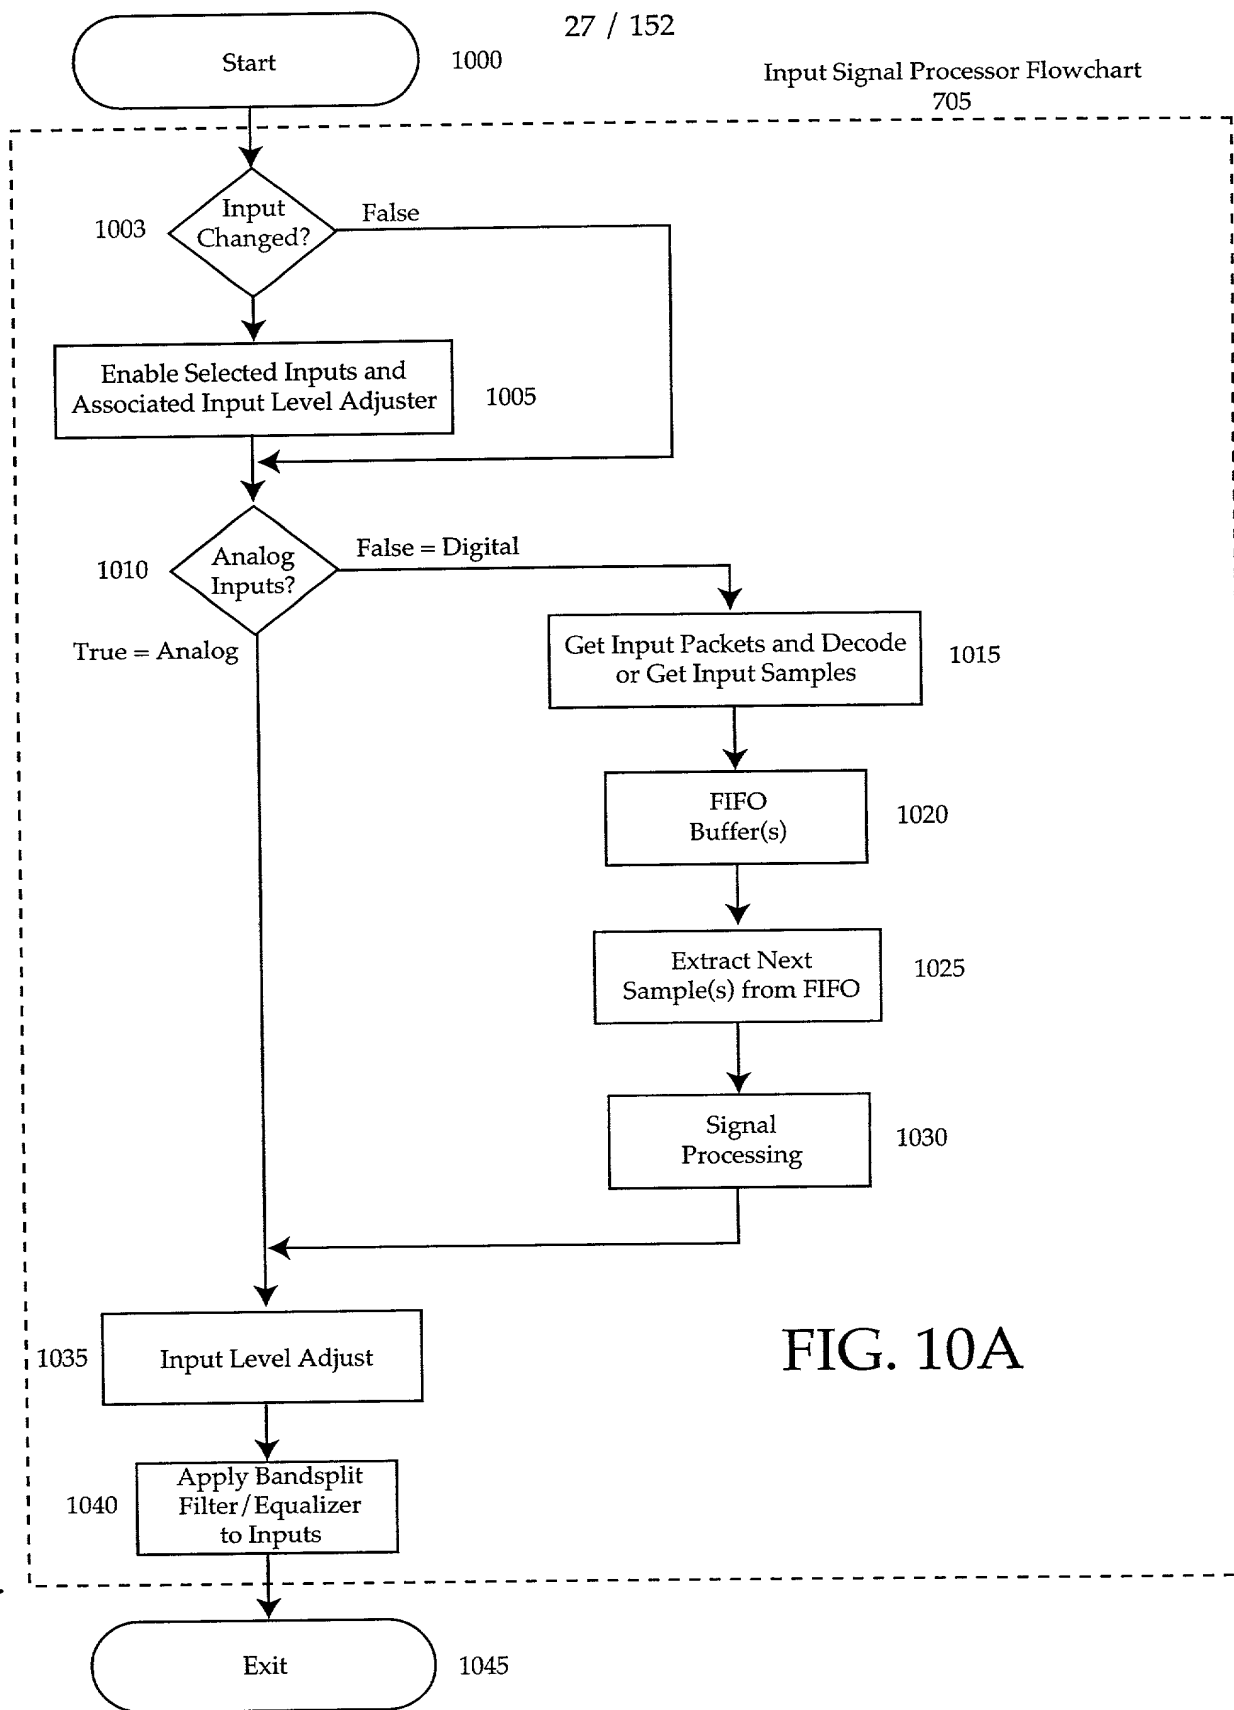 27 / 152
Start
1000
Input Signal Processor Flowchart
705
Input
Changed?
1003
False
Enable Selected Inputs and
Associated Input Level Adjuster
1005
Analog
Inputs?
1010
False = Digital
True = Analog
Get Input Packets and Decode
or Get Input Samples
1015
FIFO
Buffer(s)
1020
Extract Next
Sample(s) from FIFO
1025
Signal
Processing
1030
1035
Input Level Adjust
FIG. 10A
1040
Apply Bandsplit
Filter/Equalizer
to Inputs
Exit
1045